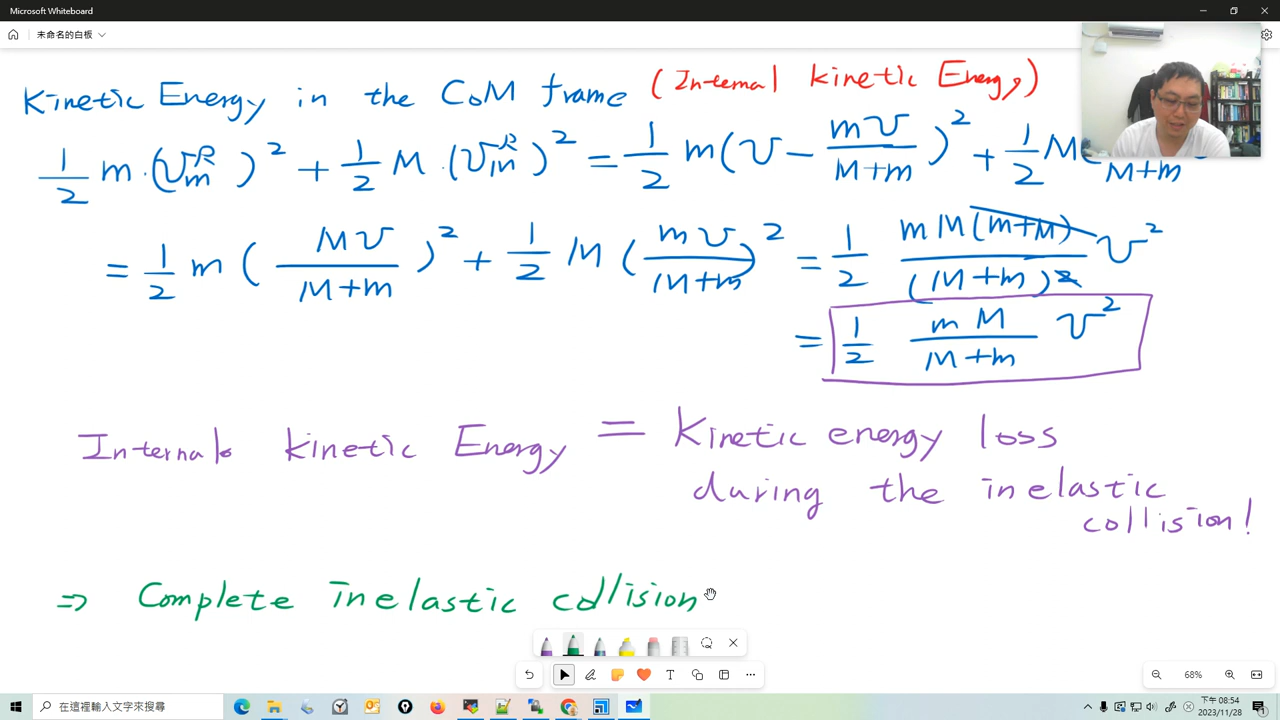 Microsoft Whiteboard
未命名的白板
Kinetic Energy in the CoM frame (Internal kinetic Energy)
1/2 m·(v_m^R)^2 + 1/2 M·(v_m^R)^2 = 1/2 m(v − mv/(M+m))^2 + 1/2 M( M+m
= 1/2 m (Mv/(M+m))^2 + 1/2 M (mv/(M+m))^2 = 1/2 mM(m+M)/(M+m)^2 v^2
= 1/2 mM/(M+m) v^2
Internal kinetic Energy = Kinetic energy loss
during the inelastic
collision!
⇒ Complete inelastic collision
68%
在這裡輸入文字來搜尋
下午 08:54
2023/11/28